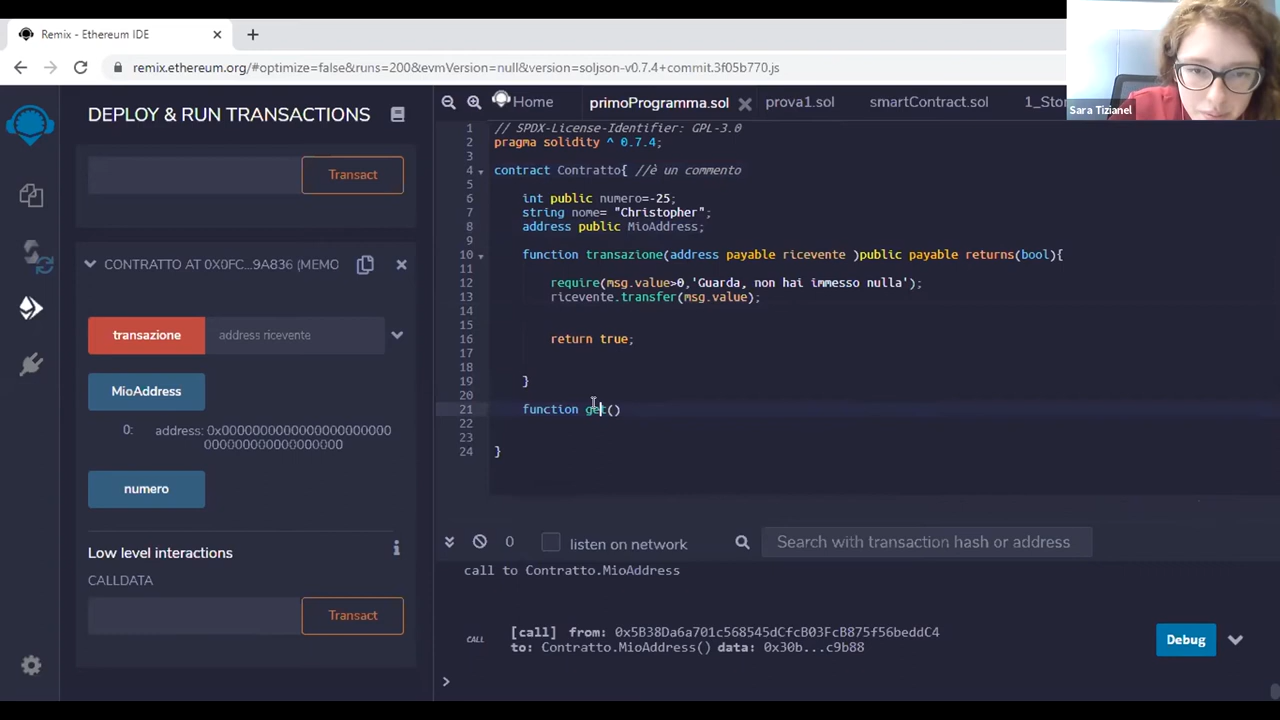 Remix - Ethereum IDE
remix.ethereum.org/#optimize=false&runs=200&evmVersion=null&version=soljson-v0.7.4+commit.3f05b770.js
Sara Tizianel
DEPLOY & RUN TRANSACTIONS
Transact
CONTRATTO AT 0X0FC...9A836 (MEMO
transazione
address ricevente
MioAddress
0: address: 0x00000000000000000000
00000000000000000000
numero
Low level interactions
CALLDATA
Transact
Home
primoProgramma.sol
prova1.sol
smartContract.sol
1_Stor
1 // SPDX-License-Identifier: GPL-3.0
2 pragma solidity ^ 0.7.4;
3
4 contract Contratto{ //è un commento
5
6 int public numero=-25;
7 string nome= "Christopher";
8 address public MioAddress;
9
10 function transazione(address payable ricevente )public payable returns(bool){
11
12 require(msg.value>0,'Guarda, non hai immesso nulla');
13 ricevente.transfer(msg.value);
14
15
16 return true;
17
18
19 }
20
21 function get()
22
23
24 }
0
listen on network
Search with transaction hash or address
call to Contratto.MioAddress
CALL
[call] from: 0x5B38Da6a701c568545dCfcB03FcB875f56beddC4
to: Contratto.MioAddress() data: 0x30b...c9b88
Debug
>